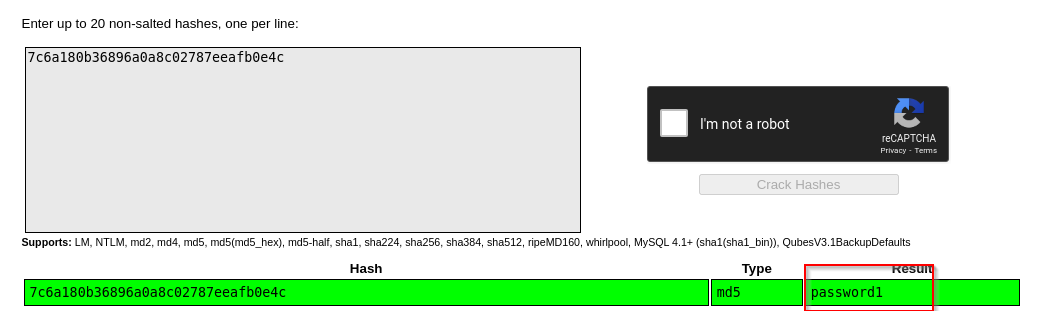 Enter up to 20 non-salted hashes, one per line:
7c6a180b36896a0a8c02787eeafb0e4c
I'm not a robot
reCAPTCHA
Privacy - Terms
Crack Hashes
Supports: LM, NTLM, md2, md4, md5, md5(md5_hex), md5-half, sha1, sha224, sha256, sha384, sha512, ripeMD160, whirlpool, MySQL 4.1+ (sha1(sha1_bin)), QubesV3.1BackupDefaults
Hash Type Result
7c6a180b36896a0a8c02787eeafb0e4c md5 password1